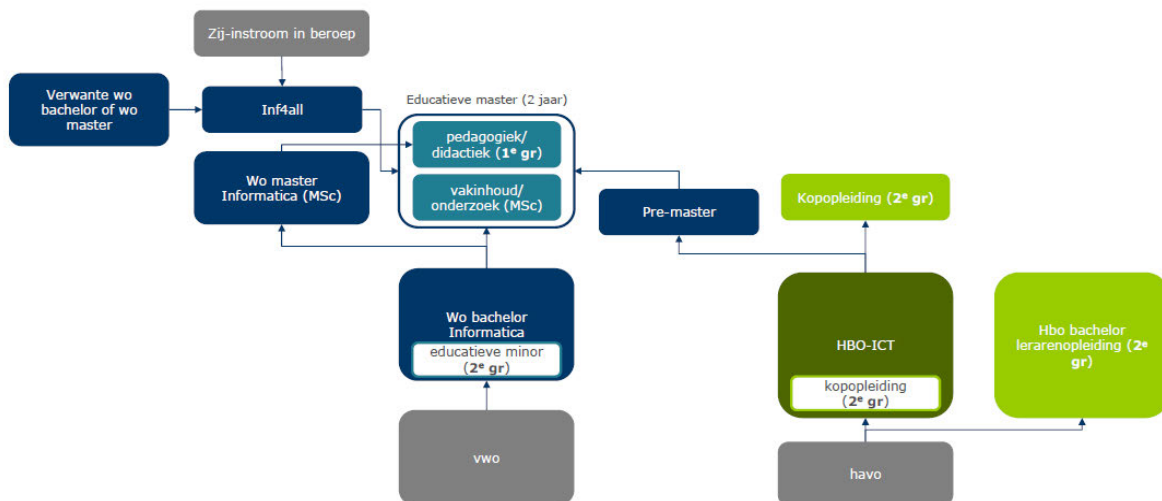 Zij-instroom in beroep
Verwante wo
bachelor of wo
master
Inf4all
Educatieve master (2 jaar)
pedagogiek/
didactiek (1e gr)
vakinhoud/
onderzoek (MSc)
Wo master
Informatica (MSc)
Pre-master
Kopopleiding (2e gr)
Wo bachelor
Informatica
educatieve minor
(2e gr)
HBO-ICT
kopopleiding
(2e gr)
Hbo bachelor
lerarenopleiding (2e
gr)
vwo
havo